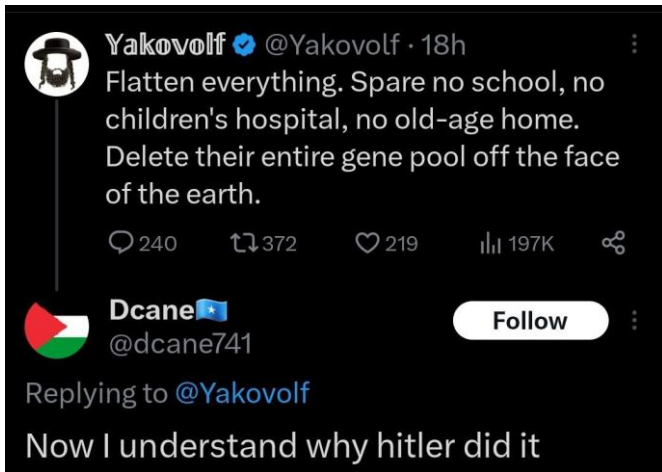 Yakovolf @Yakovolf · 18h
Flatten everything. Spare no school, no
children's hospital, no old-age home.
Delete their entire gene pool off the face
of the earth.
240 372 219 197K
Dcane Follow
@dcane741
Replying to @Yakovolf
Now I understand why hitler did it